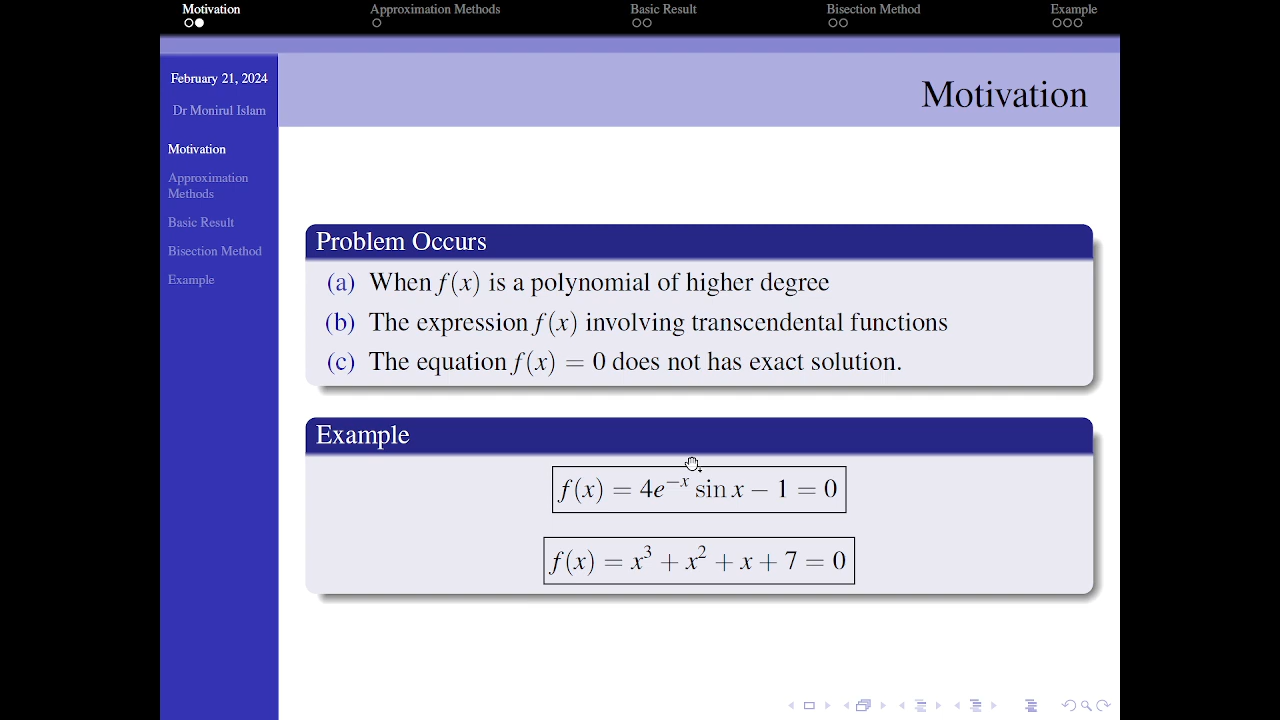 Motivation
Approximation Methods
Basic Result
Bisection Method
Example
February 21, 2024
Dr Monirul Islam
Motivation
Approximation
Methods
Basic Result
Bisection Method
Example
Motivation
Problem Occurs
(a) When f(x) is a polynomial of higher degree
(b) The expression f(x) involving transcendental functions
(c) The equation f(x) = 0 does not has exact solution.
Example
f(x) = 4e⁻ˣ sin x − 1 = 0
f(x) = x³ + x² + x + 7 = 0